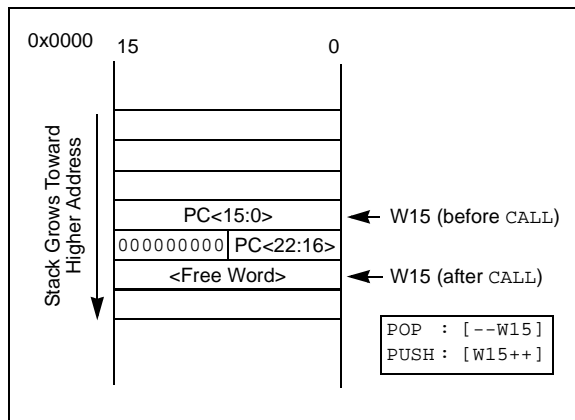 0x0000
15 0
Stack Grows Toward
Higher Address
PC<15:0>
W15 (before CALL)
000000000 PC<22:16>
<Free Word>
W15 (after CALL)
POP : [--W15]
PUSH : [W15++]